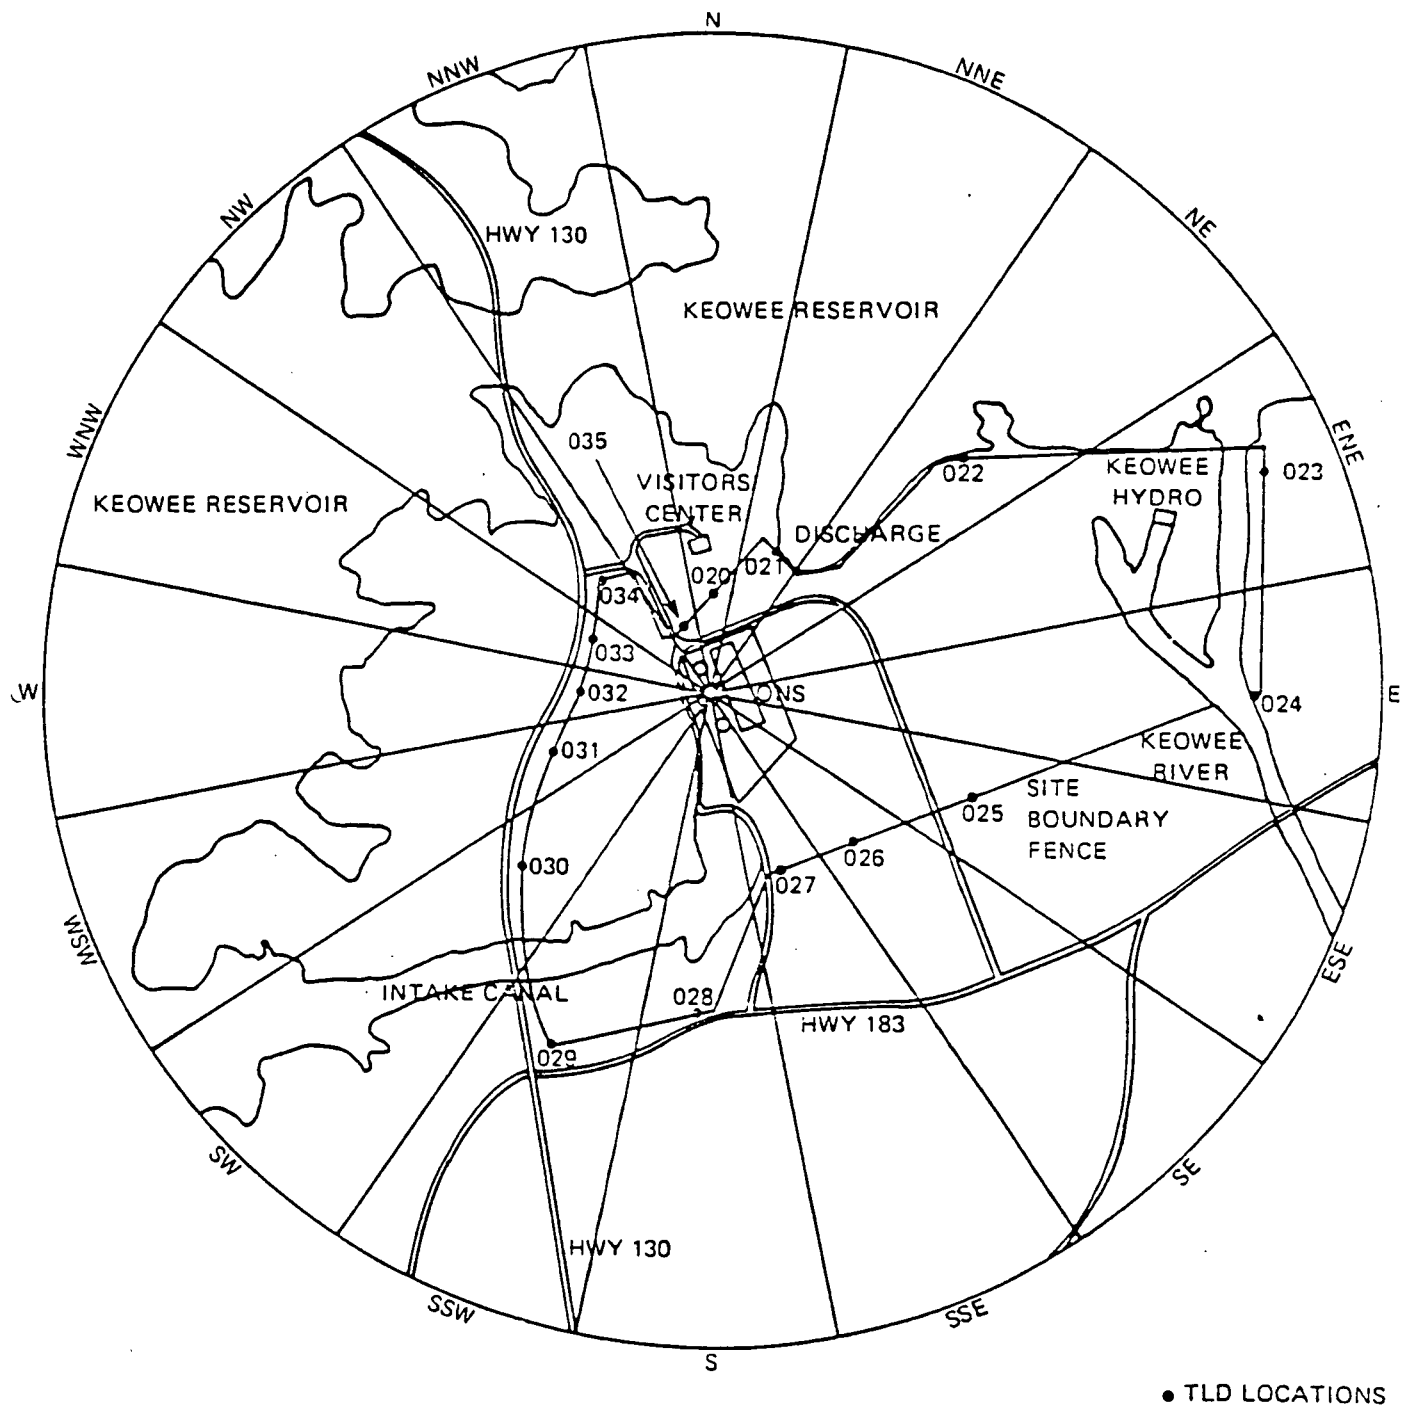 N
NNW
NNE
NW
NE
HWY 130
KEOWEE RESERVOIR
WNW
ENE
035
022
KEOWEE
HYDRO
023
VISITORS
CENTER
KEOWEE RESERVOIR
DISCHARGE
020
021
034
033
W
032
ONS
E
024
031
KEOWEE
RIVER
SITE
BOUNDARY
FENCE
025
026
030
027
WSW
ESE
INTAKE CANAL
028
HWY 183
029
SW
SE
HWY 130
SSW
SSE
S
● TLD LOCATIONS